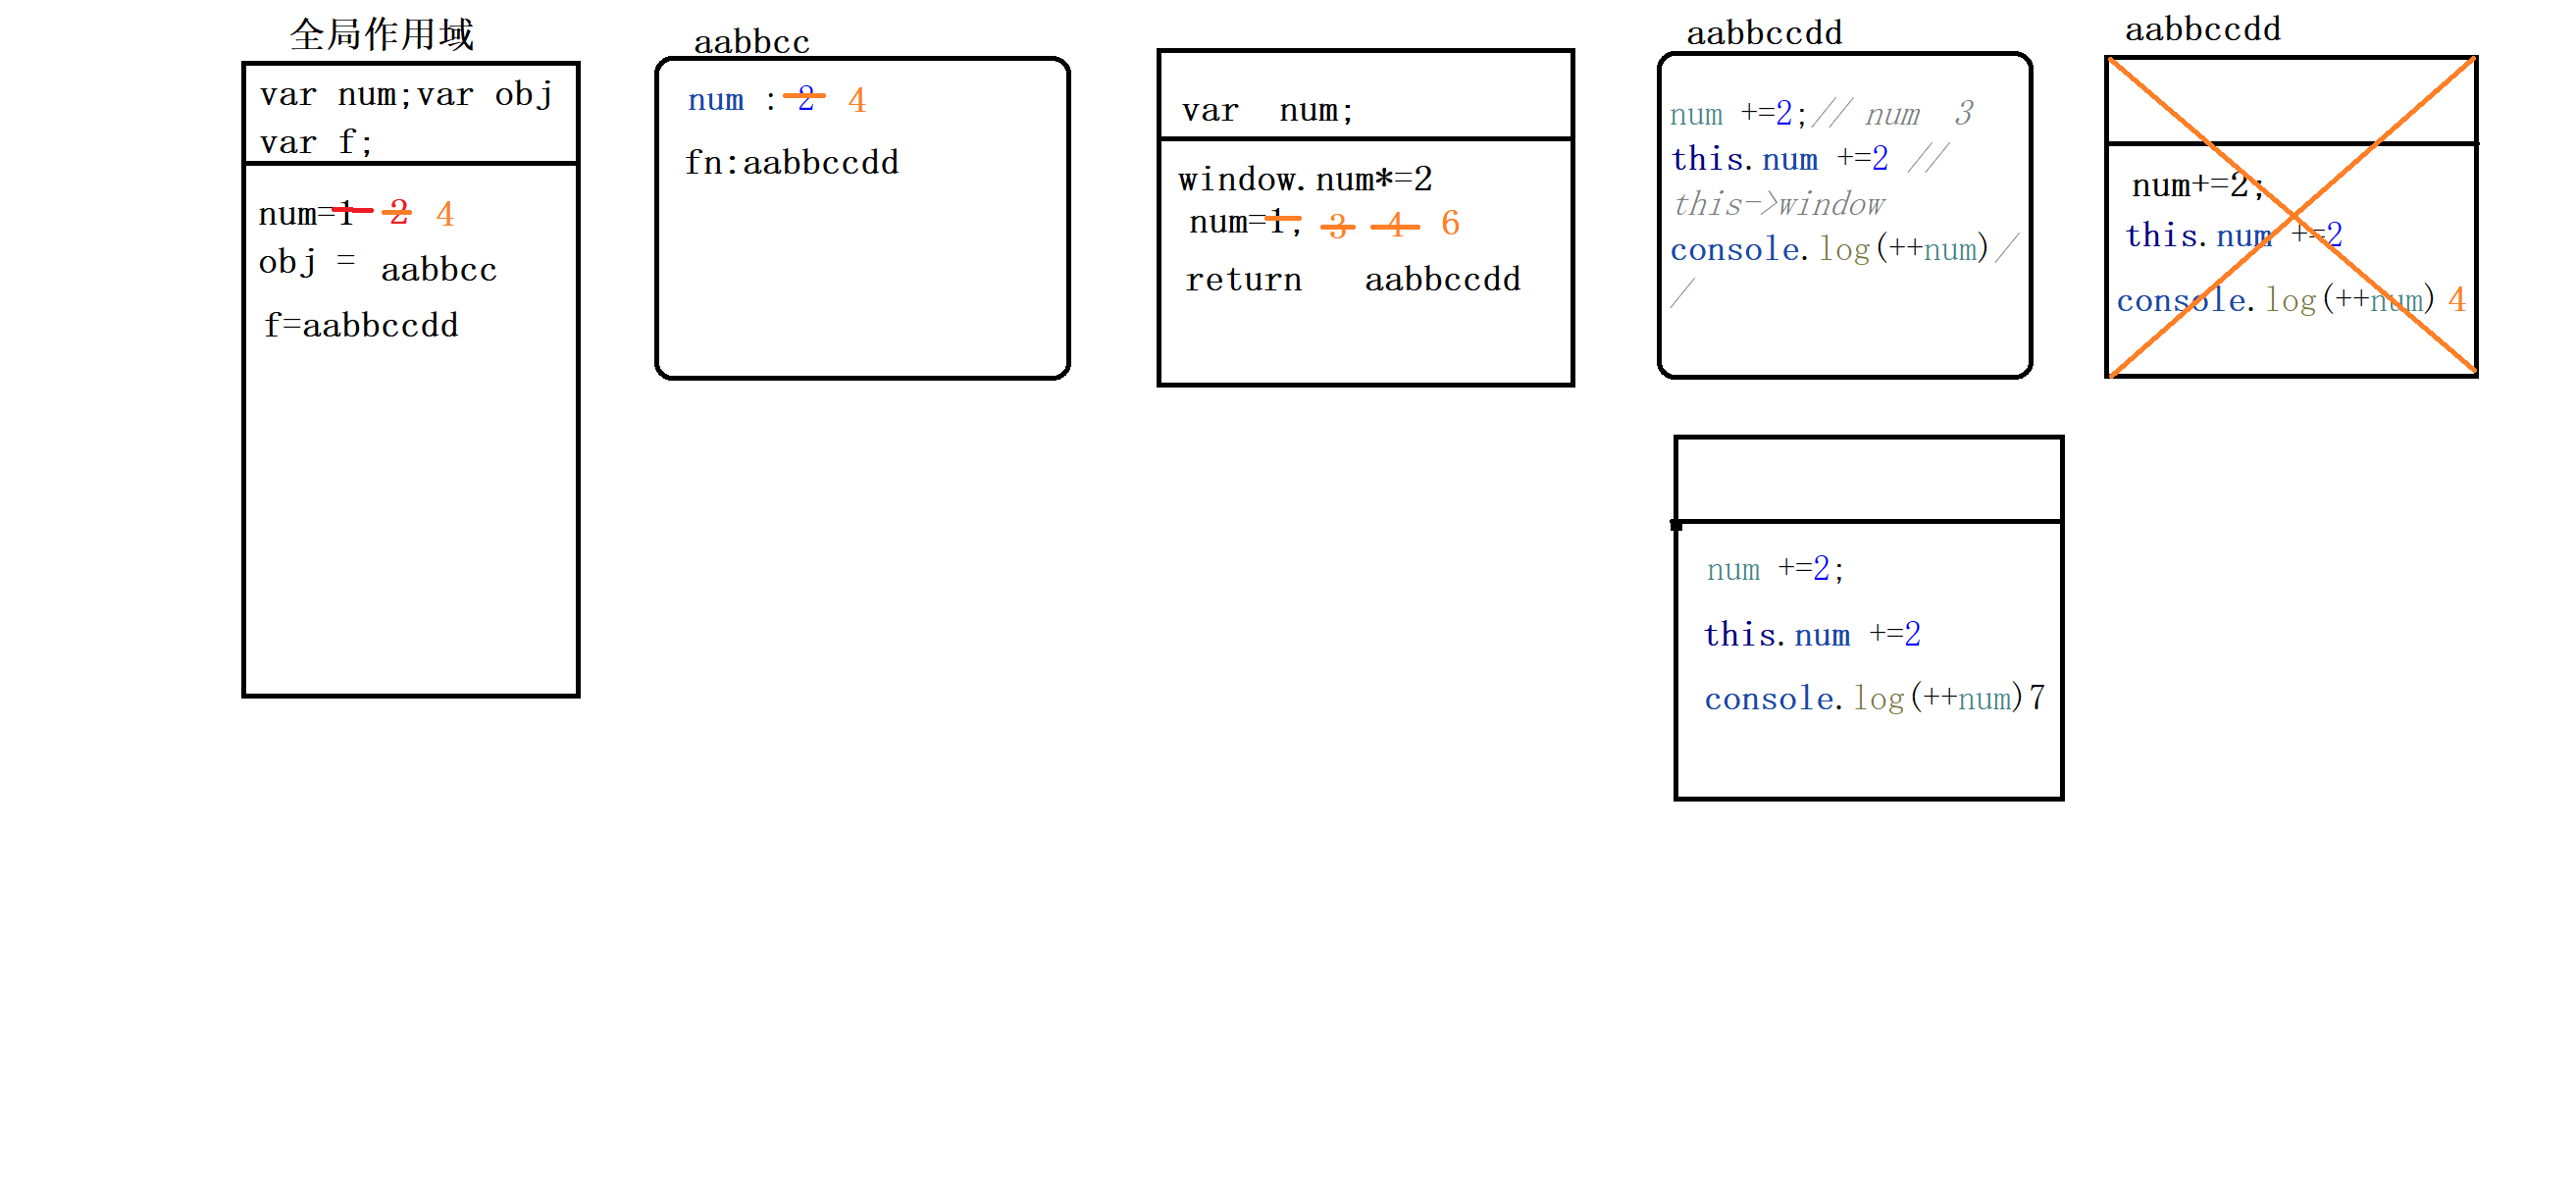 全局作用域
var num;var obj
var f;
num=1 2 4
obj = aabbcc
f=aabbccdd
aabbcc
num : 2 4
fn:aabbccdd
var num;
window.num*=2
num=1; 3 4 6
return aabbccdd
aabbccdd
num +=2;// num 3
this.num +=2 //
this->window
console.log(++num)/
/
aabbccdd
num+=2;
this.num +=2
console.log(++num) 4
num +=2;
this.num +=2
console.log(++num)7